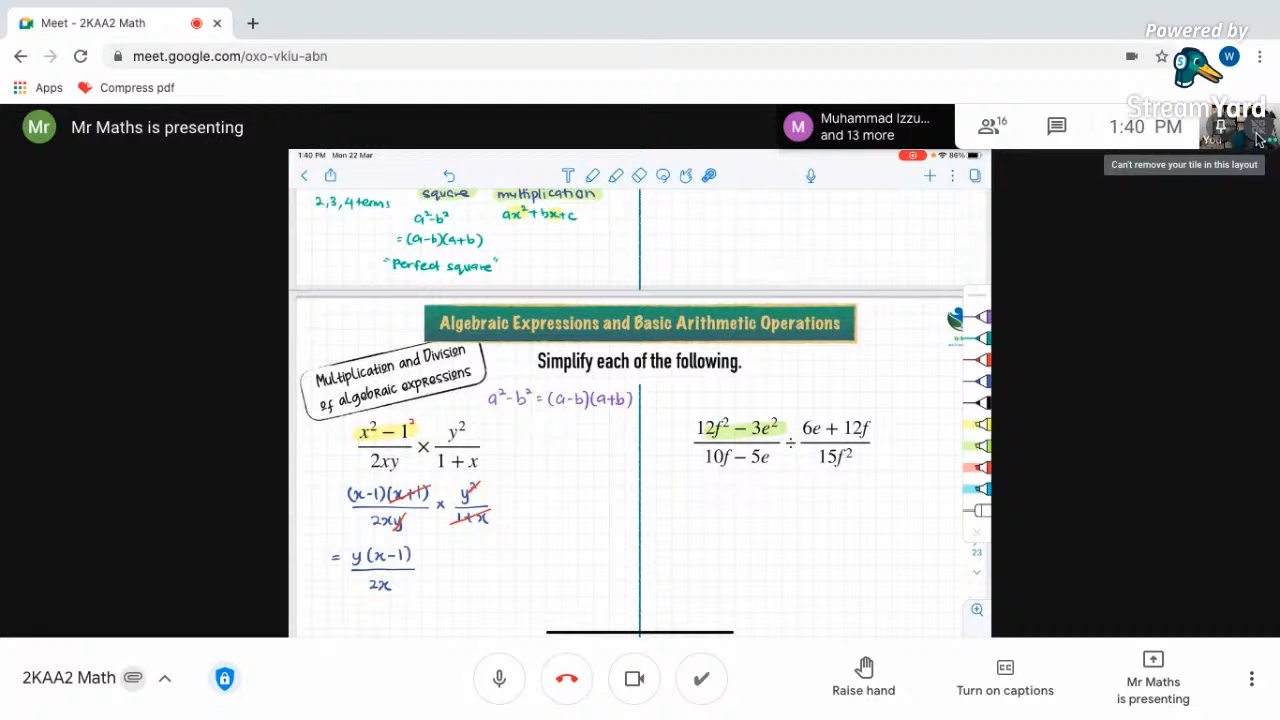 Meet - 2KAA2 Math
meet.google.com/oxo-vkiu-abn
W
Apps
Compress pdf
Powered by
S
StreamYard
Mr
Mr Maths is presenting
M
Muhammad Izzu...
and 13 more
16
1:40 PM
You
Can't remove your tile in this layout
1:40 PM Mon 22 Mar
86%
2,3,4 terms
square
a²-b²
=(a-b)(a+b)
"Perfect square"
multiplication
ax²+bx+c
Algebraic Expressions and Basic Arithmetic Operations
Multiplication and Division
of algebraic expressions
Simplify each of the following.
a²-b² = (a-b)(a+b)
x² − 1² / 2xy × y² / 1 + x
(x-1)(x+1) / 2xy × y² / 1+x
= y(x-1) / 2x
12f² − 3e² / 10f − 5e ÷ 6e + 12f / 15f²
23
2KAA2 Math
Raise hand
Turn on captions
Mr Maths
is presenting